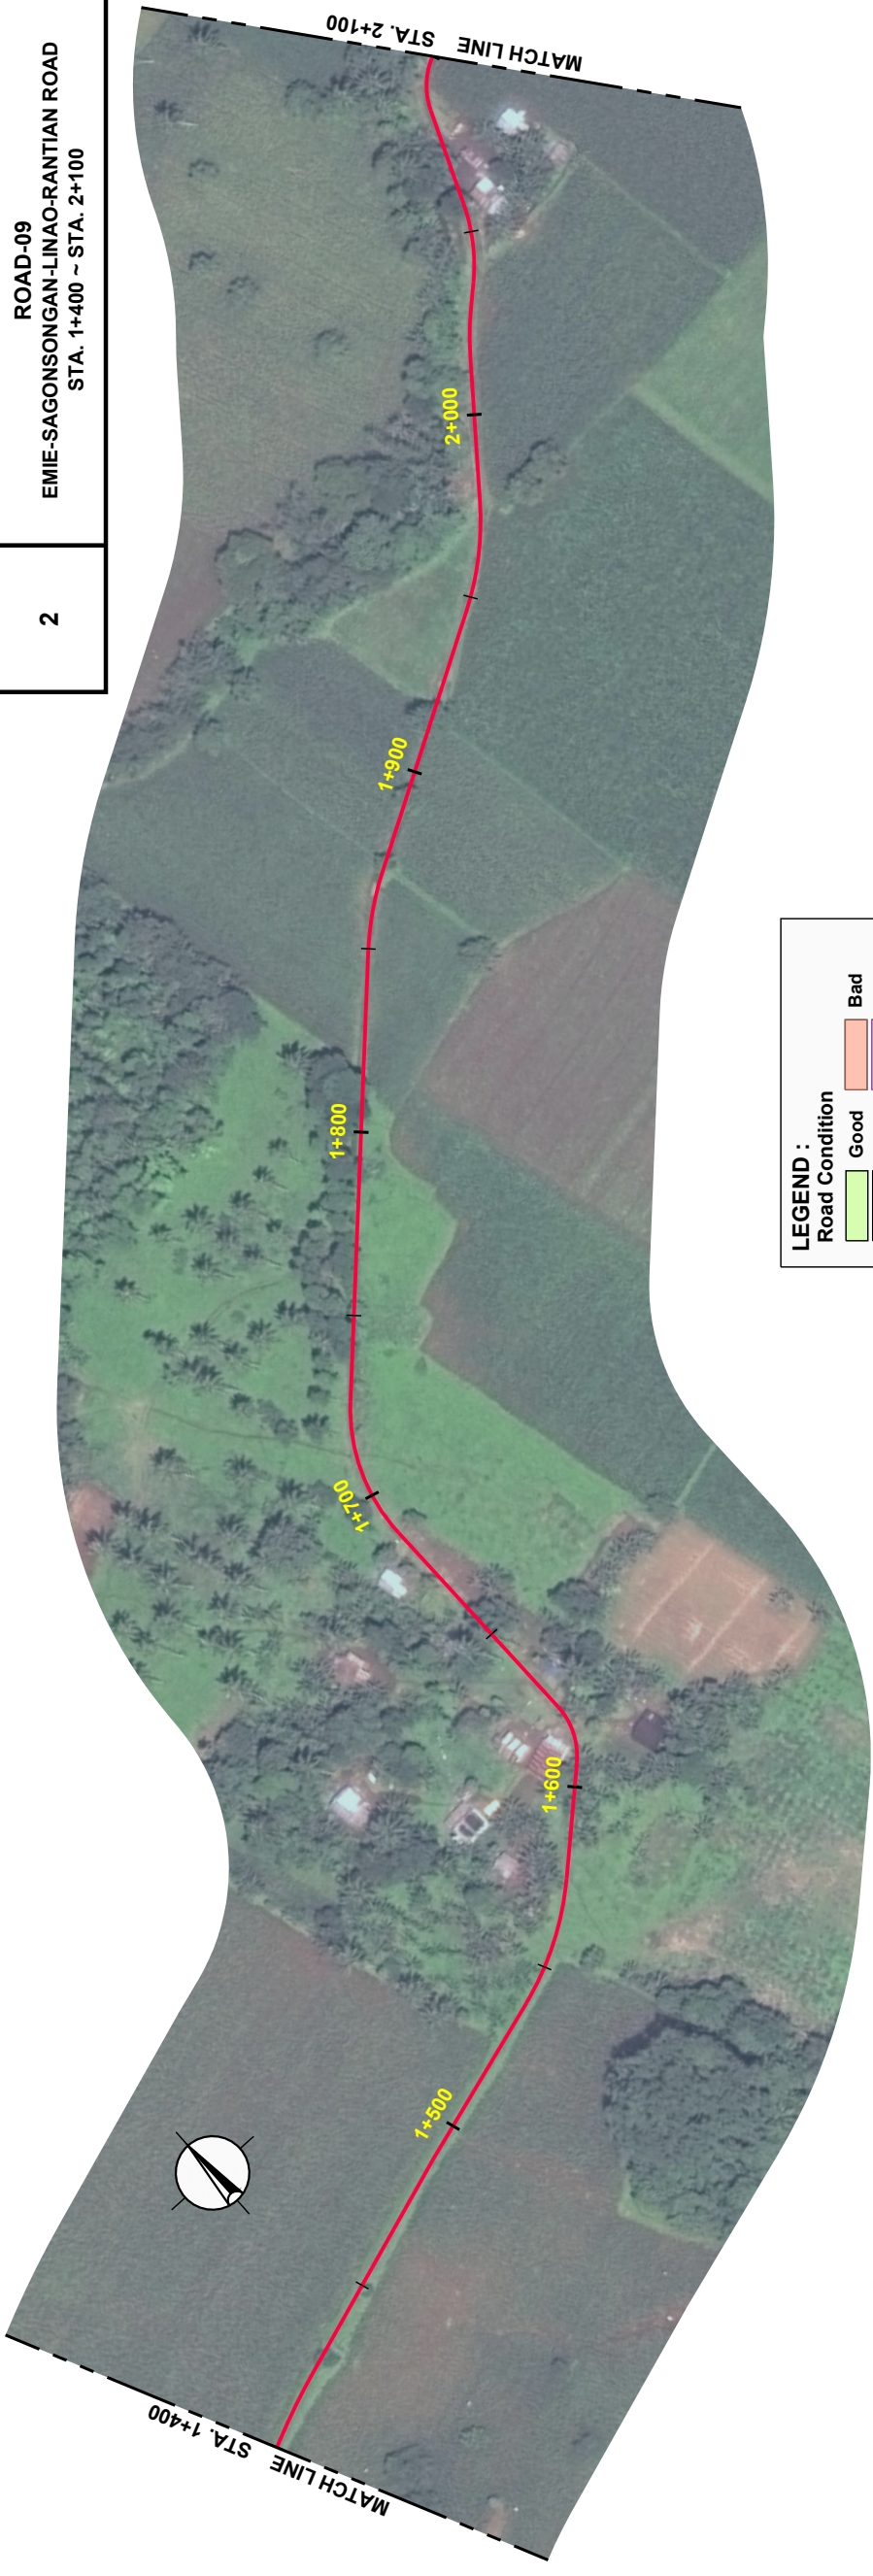 2
ROAD-09
EMIE-SAGONSONGAN-LINAO-RANTIAN ROAD
STA. 1+400 ~ STA. 2+100
MATCH LINE STA. 1+400
1+500
1+600
1+700
1+800
1+900
2+000
MATCH LINE STA. 2+100
LEGEND :
Road Condition
Good
Bad